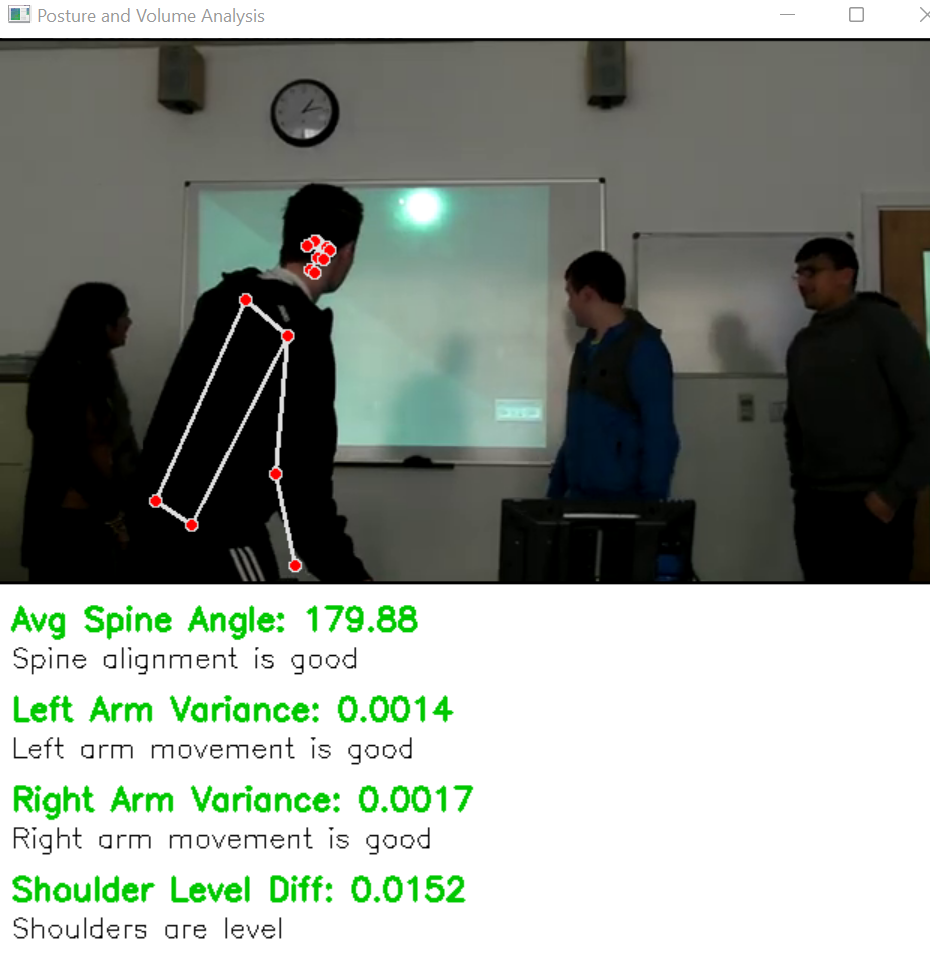 Posture and Volume Analysis
Avg Spine Angle: 179.88
Spine alignment is good
Left Arm Variance: 0.0014
Left arm movement is good
Right Arm Variance: 0.0017
Right arm movement is good
Shoulder Level Diff: 0.0152
Shoulders are level